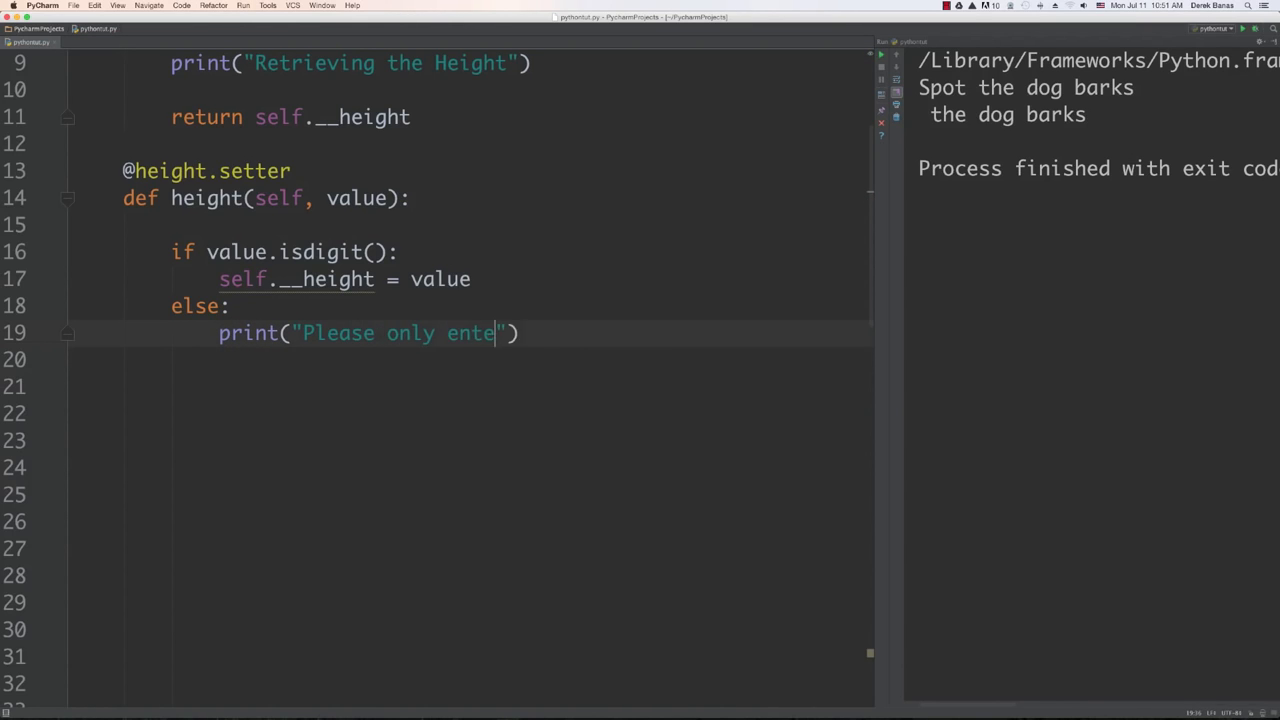 PyCharm File Edit View Navigate Code Refactor Run Tools VCS Window Help 10 Mon Jul 11 10:51 AM Derek Banas
pythontut.py - PycharmProjects - [~/PycharmProjects]
PycharmProjects pythontut.py pythontut
pythontut.py Run: pythontut
9 print("Retrieving the Height")
10
11 return self.__height
12
13 @height.setter
14 def height(self, value):
15
16 if value.isdigit():
17 self.__height = value
18 else:
19 print("Please only ente")
20
21
22
23
24
25
26
27
28
29
30
31
32
/Library/Frameworks/Python.fra
Spot the dog barks
the dog barks
Process finished with exit cod
19:36 LF≑ UTF-8≑